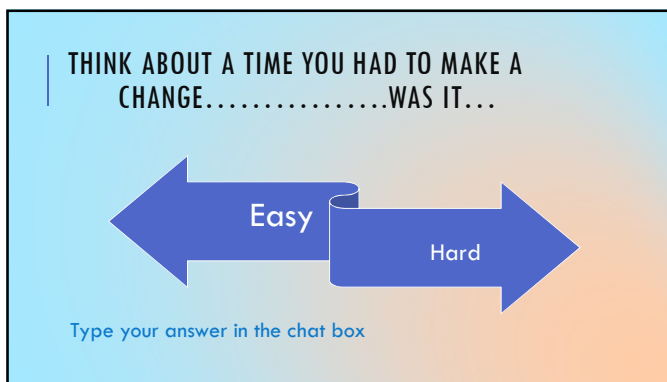 THINK ABOUT A TIME YOU HAD TO MAKE A
CHANGE................WAS IT...
Easy
Hard
Type your answer in the chat box